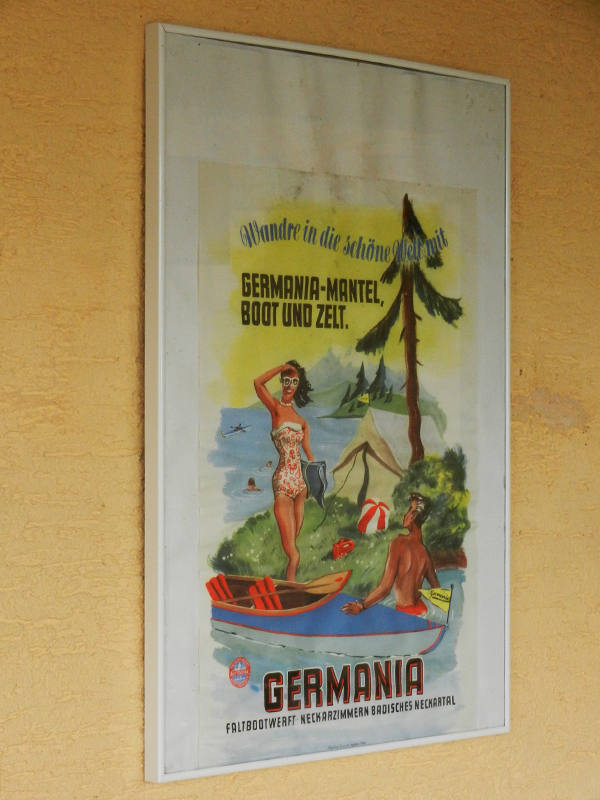 Wandre in die schöne Welt mit
GERMANIA-MANTEL,
BOOT UND ZELT.
GERMANIA
FALTBOOTWERFT · NECKARZIMMERN BADISCHES NECKARTAL